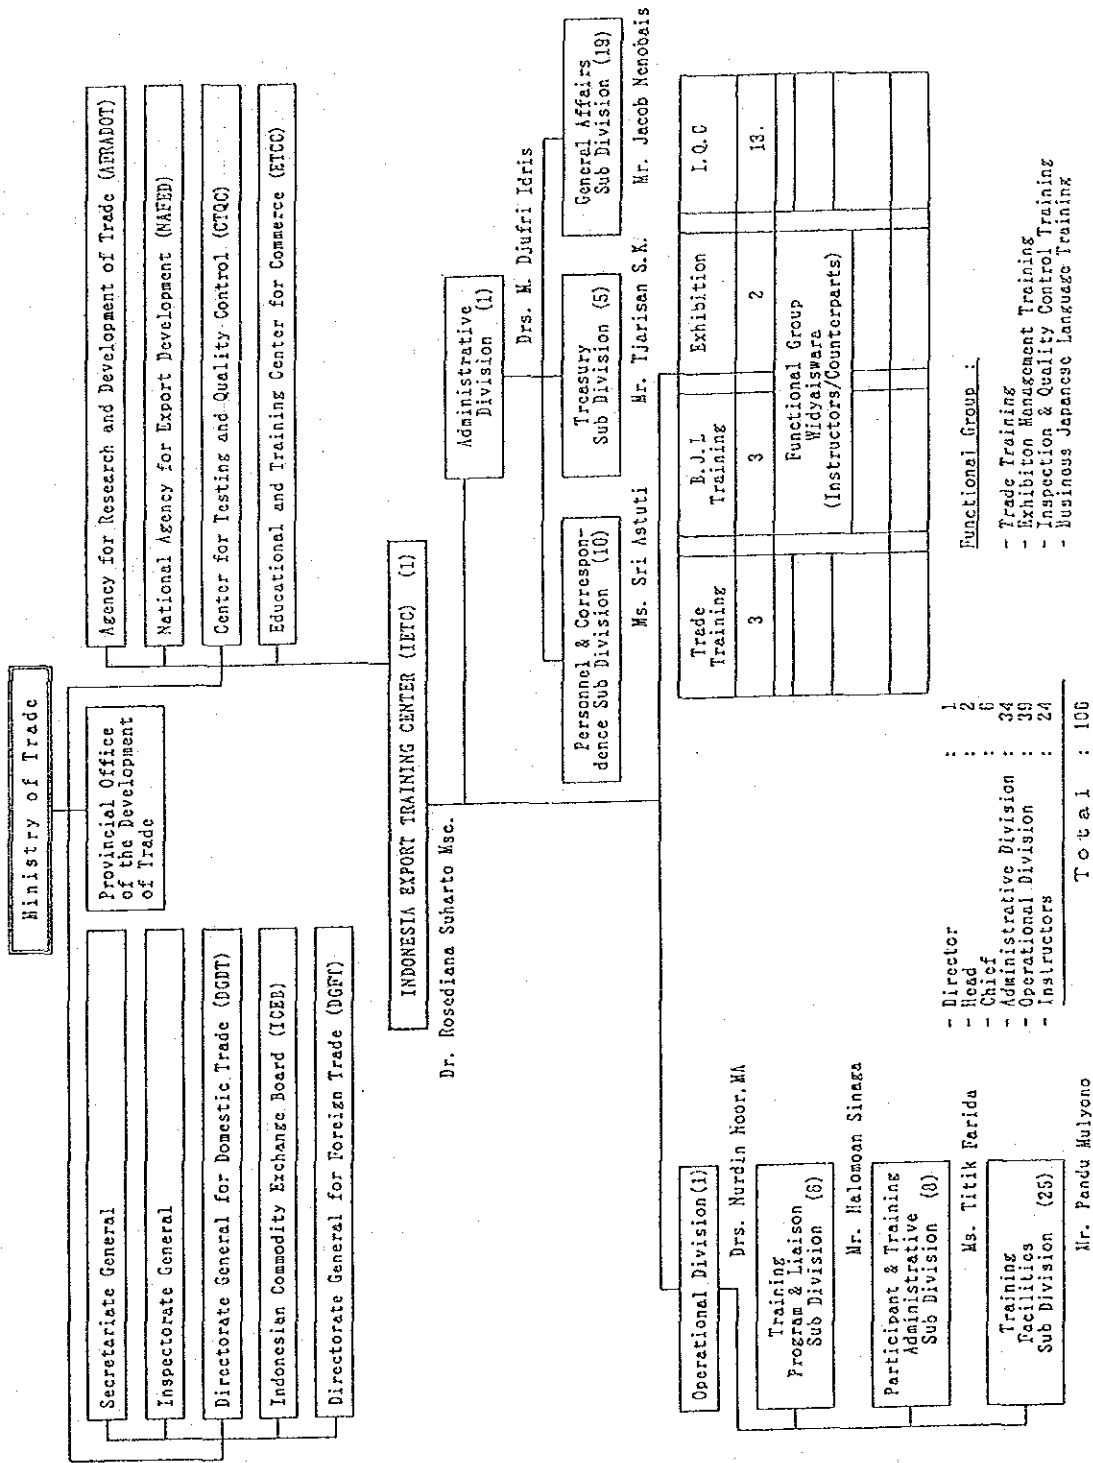 Ministry of Trade
Provincial Office
of the Development
of Trade
Secretariate General
Inspectorate General
Directorate General for Domestic Trade (DGDT)
Indonesian Commodity Exchange Board (ICEB)
Directorate General for Foreign Trade (DGFT)
Agency for Research and Development of Trade (AFRADOT)
National Agency for Export Development (NAFED)
Center for Testing and Quality Control (CTQC)
Educational and Training Center for Commerce (ETCC)
INDONESIA EXPORT TRAINING CENTER (IETC) (1)
Dr. Rosediana Suharto Msc.
Administrative
Division (1)
Drs. M. Djufri Idris
Personnel & Correspon-
dence Sub Division (10)
Ms. Sri Astuti
Treasury
Sub Division (5)
Mr. Tjarisan S.K.
General Affairs
Sub Division (19)
Mr. Jacob Nenobais
Operational Division (1)
Drs. Nurdin Noor, MA
Training
Program & Liaison
Sub Division (6)
Mr. Halomoan Sinaga
Participant & Training
Administrative
Sub Division (8)
Ms. Titik Farida
Training
Facilities
Sub Division (25)
Mr. Pandu Mulyono
Trade
Training
B.J.L
Training
Exhibition
I.Q.C
3
3
2
13.
Functional Group
Widyaiswara
(Instructors/Counterparts)
- Director : 1
- Head : 2
- Chief : 6
- Administrative Division : 34
- Operational Division : 39
- Instructors : 24
Total : 106
Functional Group :
- Trade Training
- Exhibiton Management Training
- Inspection & Quality Control Training
- Business Japanese Language Training